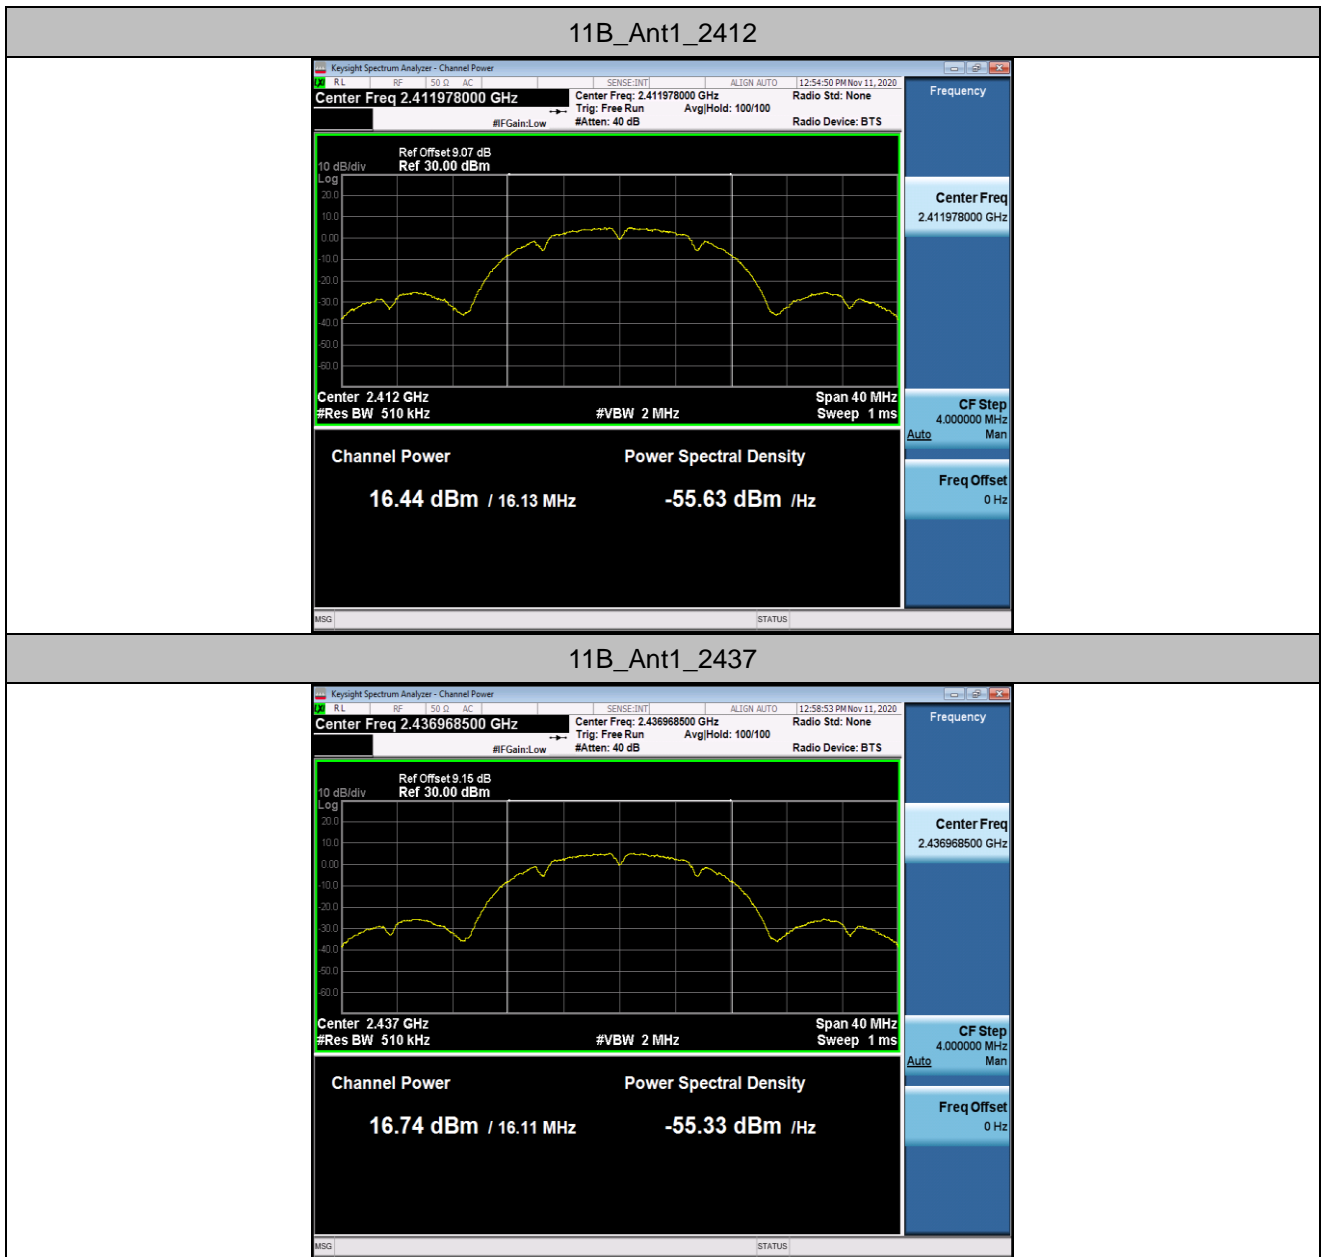 11B_Ant1_2412
Keysight Spectrum Analyzer - Channel Power
RL RF 50 Ω AC SENSE:INT ALIGN AUTO 12:54:50 PM Nov 11, 2020
Center Freq 2.411978000 GHz
Center Freq: 2.411978000 GHz Radio Std: None
Trig: Free Run Avg|Hold: 100/100
#IFGain:Low #Atten: 40 dB Radio Device: BTS
Frequency
Ref Offset 9.07 dB
10 dB/div Ref 30.00 dBm
Log
20.0
10.0
0.00
-10.0
-20.0
-30.0
-40.0
-50.0
-60.0
Center 2.412 GHz Span 40 MHz
#Res BW 510 kHz #VBW 2 MHz Sweep 1 ms
Center Freq
2.411978000 GHz
CF Step
4.000000 MHz
Auto Man
Freq Offset
0 Hz
Channel Power Power Spectral Density
16.44 dBm / 16.13 MHz -55.63 dBm /Hz
MSG STATUS
11B_Ant1_2437
Keysight Spectrum Analyzer - Channel Power
RL RF 50 Ω AC SENSE:INT ALIGN AUTO 12:58:53 PM Nov 11, 2020
Center Freq 2.436968500 GHz
Center Freq: 2.436968500 GHz Radio Std: None
Trig: Free Run Avg|Hold: 100/100
#IFGain:Low #Atten: 40 dB Radio Device: BTS
Frequency
Ref Offset 9.15 dB
10 dB/div Ref 30.00 dBm
Log
20.0
10.0
0.00
-10.0
-20.0
-30.0
-40.0
-50.0
-60.0
Center 2.437 GHz Span 40 MHz
#Res BW 510 kHz #VBW 2 MHz Sweep 1 ms
Center Freq
2.436968500 GHz
CF Step
4.000000 MHz
Auto Man
Freq Offset
0 Hz
Channel Power Power Spectral Density
16.74 dBm / 16.11 MHz -55.33 dBm /Hz
MSG STATUS